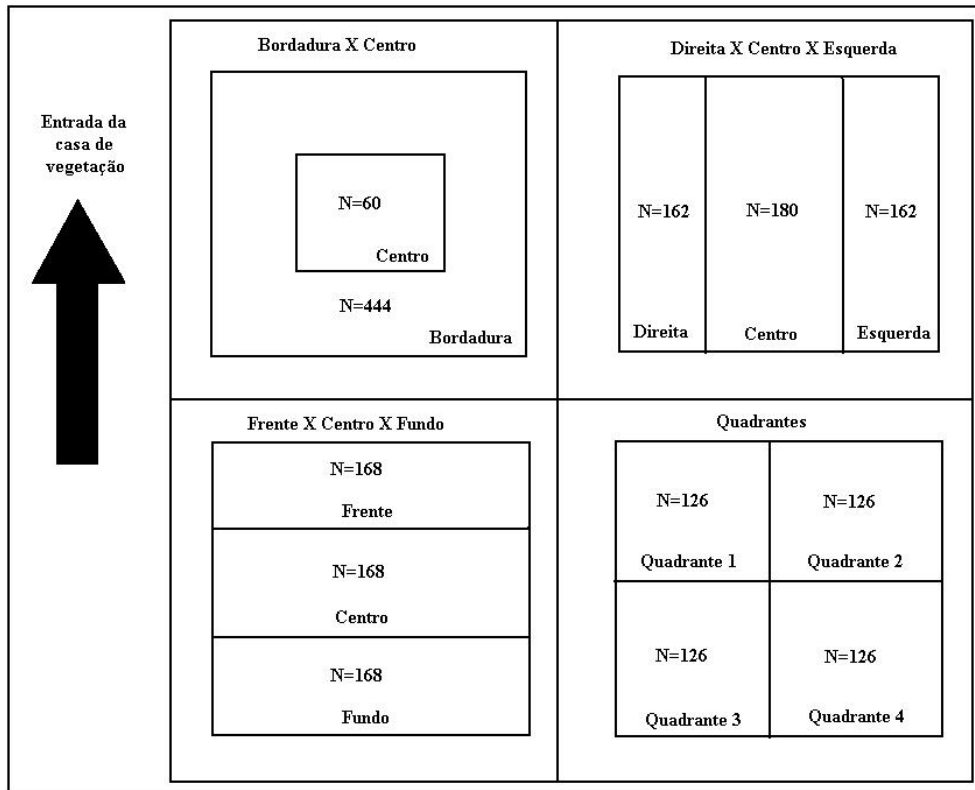 Entrada da
casa de
vegetação
Bordadura X Centro
N=60
Centro
N=444
Bordadura
Direita X Centro X Esquerda
N=162
N=180
N=162
Direita
Centro
Esquerda
Frente X Centro X Fundo
N=168
Frente
N=168
Centro
N=168
Fundo
Quadrantes
N=126
N=126
Quadrante 1
Quadrante 2
N=126
N=126
Quadrante 3
Quadrante 4